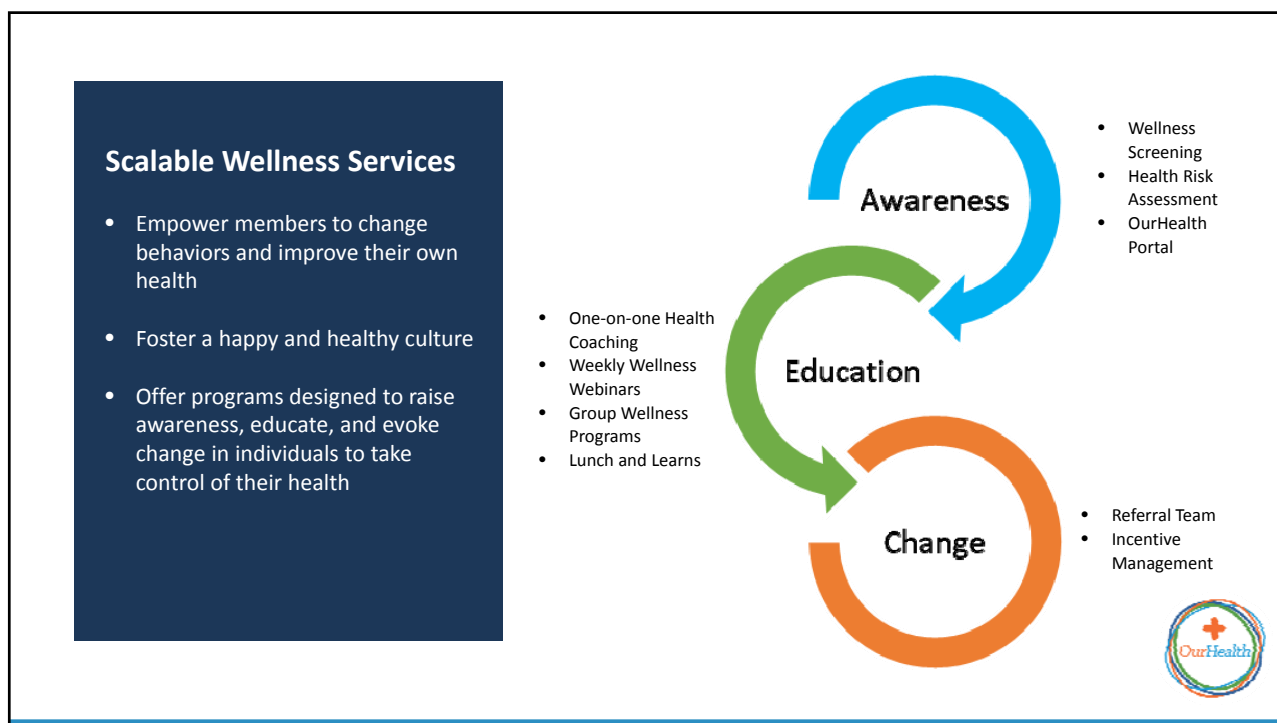 Scalable Wellness Services
• Empower members to change
behaviors and improve their own
health
• Foster a happy and healthy culture
• Offer programs designed to raise
awareness, educate, and evoke
change in individuals to take
control of their health
Awareness
• Wellness
Screening
• Health Risk
Assessment
• OurHealth
Portal
• One-on-one Health
Coaching
• Weekly Wellness
Webinars
• Group Wellness
Programs
• Lunch and Learns
Education
Change
• Referral Team
• Incentive
Management
OurHealth